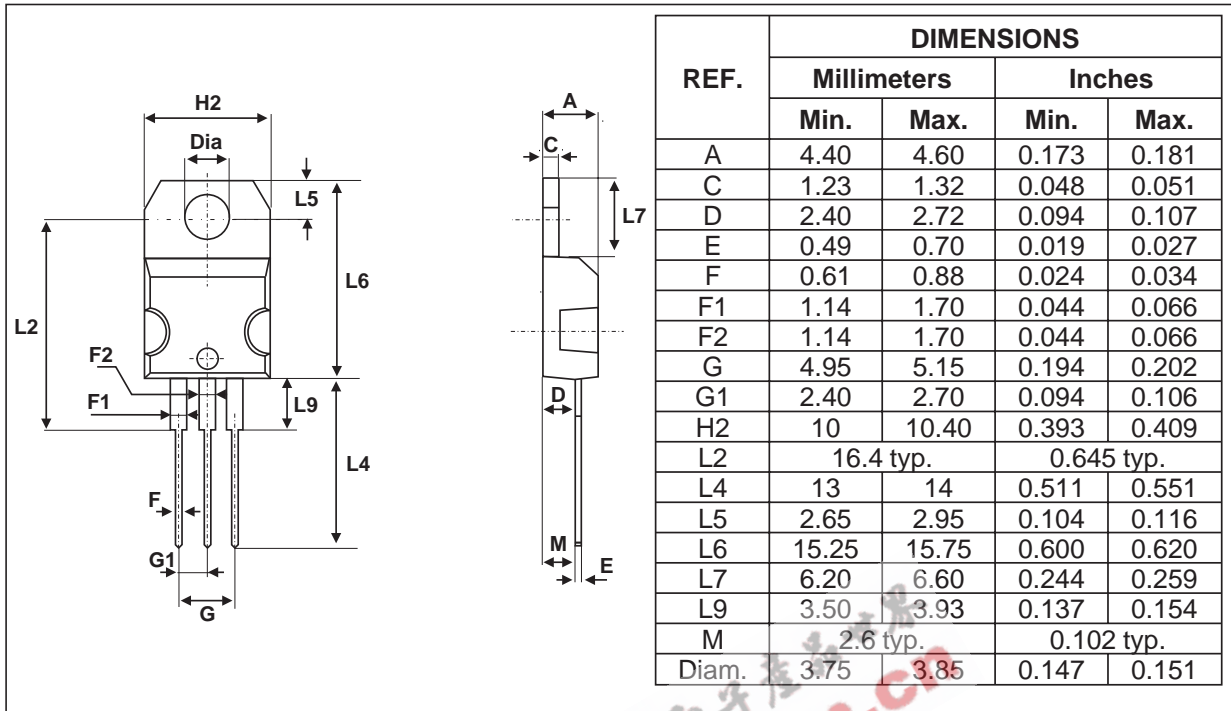 H2
Dia
L5
L6
L2
F2
F1
L9
L4
F
G1
G
A
C
L7
D
M
E
DIMENSIONS
REF. Millimeters Inches
Min. Max. Min. Max.
A 4.40 4.60 0.173 0.181
C 1.23 1.32 0.048 0.051
D 2.40 2.72 0.094 0.107
E 0.49 0.70 0.019 0.027
F 0.61 0.88 0.024 0.034
F1 1.14 1.70 0.044 0.066
F2 1.14 1.70 0.044 0.066
G 4.95 5.15 0.194 0.202
G1 2.40 2.70 0.094 0.106
H2 10 10.40 0.393 0.409
L2 16.4 typ. 0.645 typ.
L4 13 14 0.511 0.551
L5 2.65 2.95 0.104 0.116
L6 15.25 15.75 0.600 0.620
L7 6.20 6.60 0.244 0.259
L9 3.50 3.93 0.137 0.154
M 2.6 typ. 0.102 typ.
Diam. 3.75 3.85 0.147 0.151
.cn